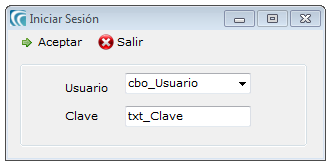 Iniciar Sesión
Aceptar Salir
Usuario cbo_Usuario
Clave txt_Clave